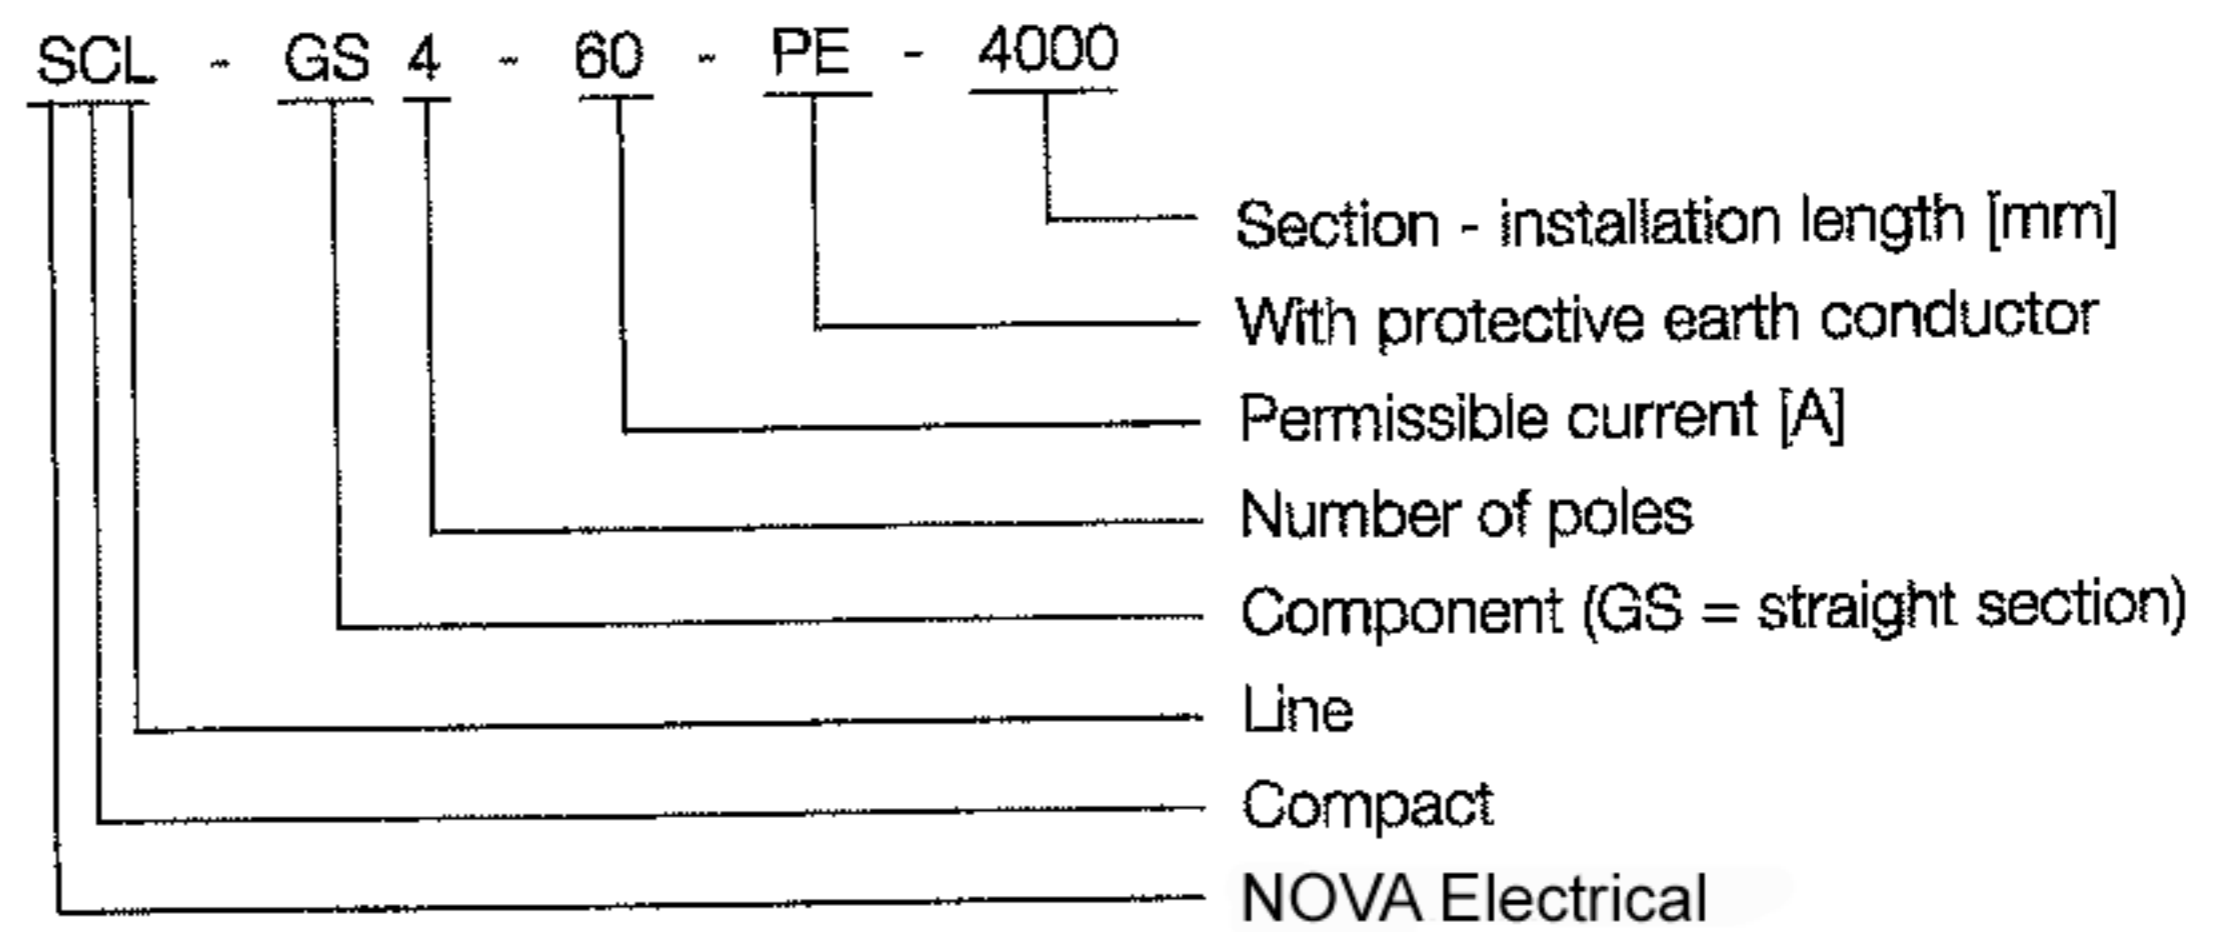 SCL - GS 4 - 60 - PE - 4000
Section - installation length [mm]
With protective earth conductor
Permissible current [A]
Number of poles
Component (GS = straight section)
Line
Compact
NOVA Electrical